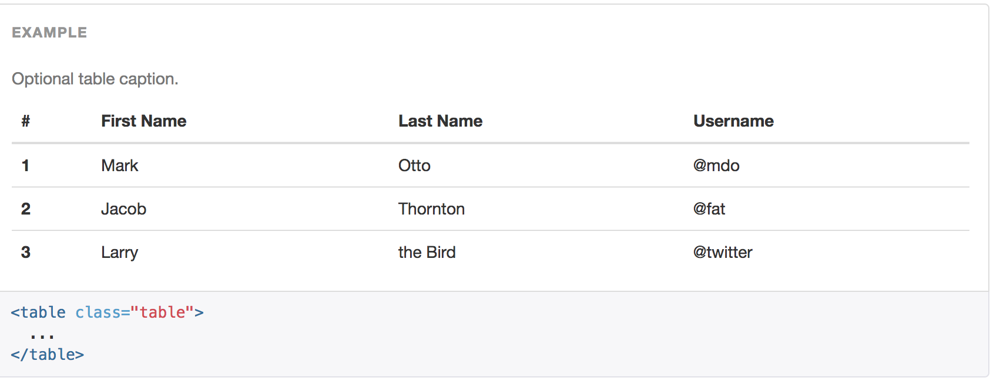 EXAMPLE
Optional table caption.
# First Name Last Name Username
1 Mark Otto @mdo
2 Jacob Thornton @fat
3 Larry the Bird @twitter
<table class="table">
  ...
</table>